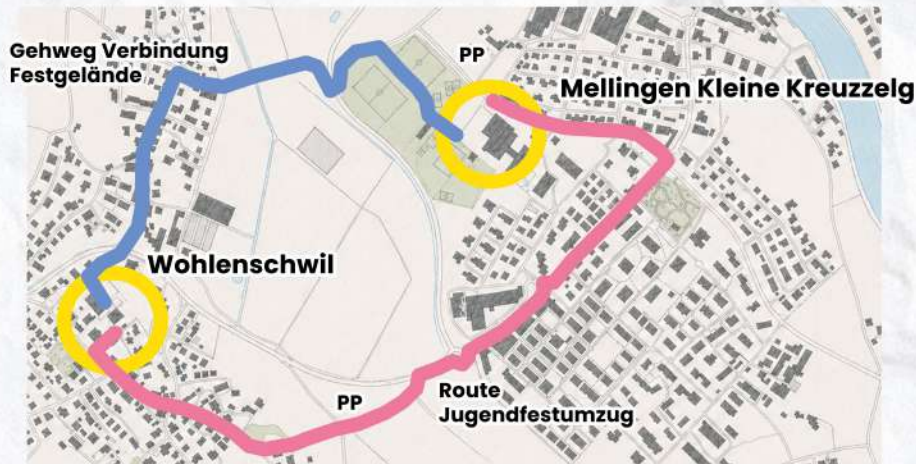 Gehweg Verbindung
Festgelände
PP
Mellingen Kleine Kreuzzelg
Wohlenschwil
PP
Route
Jugendfestumzug